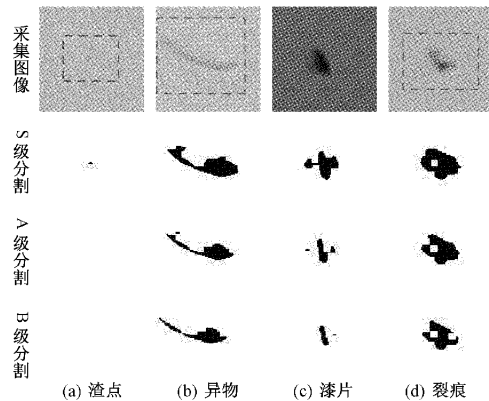 采集图像
S级分割
A级分割
B级分割
(a) 渣点
(b) 异物
(c) 漆片
(d) 裂痕